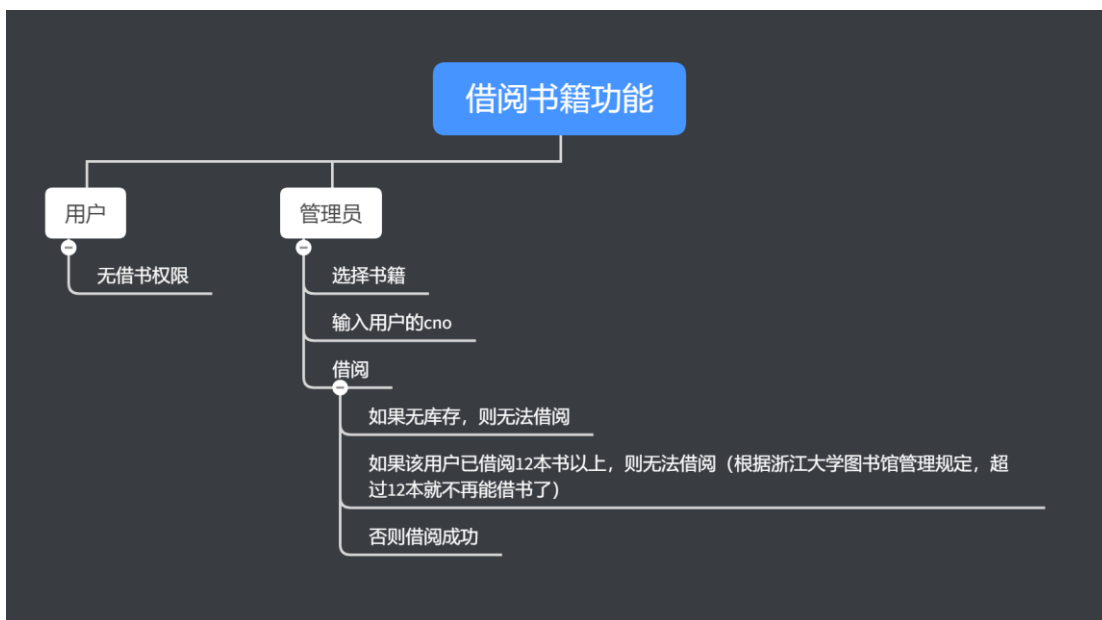 借阅书籍功能
用户
管理员
无借书权限
选择书籍
输入用户的cno
借阅
如果无库存，则无法借阅
如果该用户已借阅12本书以上，则无法借阅（根据浙江大学图书馆管理规定，超
过12本就不再能借书了）
否则借阅成功